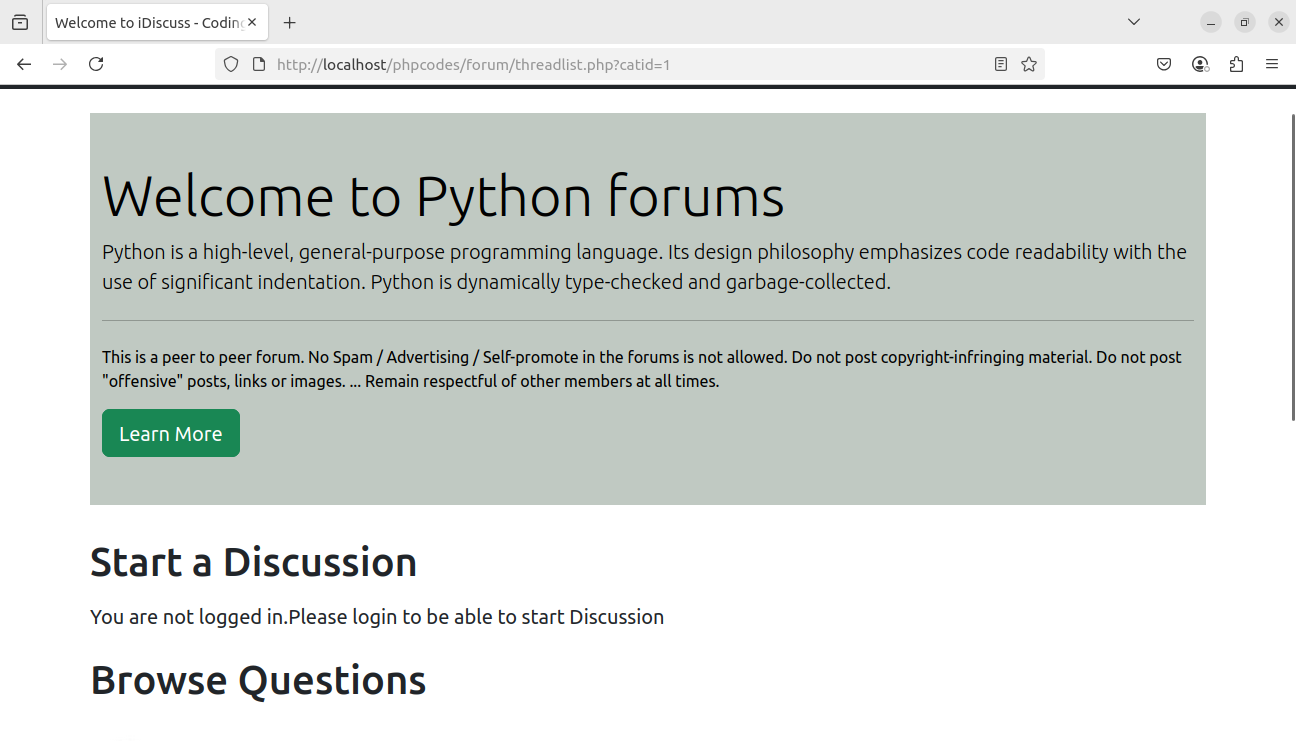 Welcome to iDiscuss - Coding
http://localhost/phpcodes/forum/threadlist.php?catid=1
Welcome to Python forums
Python is a high-level, general-purpose programming language. Its design philosophy emphasizes code readability with the
use of significant indentation. Python is dynamically type-checked and garbage-collected.
This is a peer to peer forum. No Spam / Advertising / Self-promote in the forums is not allowed. Do not post copyright-infringing material. Do not post
"offensive" posts, links or images. ... Remain respectful of other members at all times.
Learn More
Start a Discussion
You are not logged in.Please login to be able to start Discussion
Browse Questions